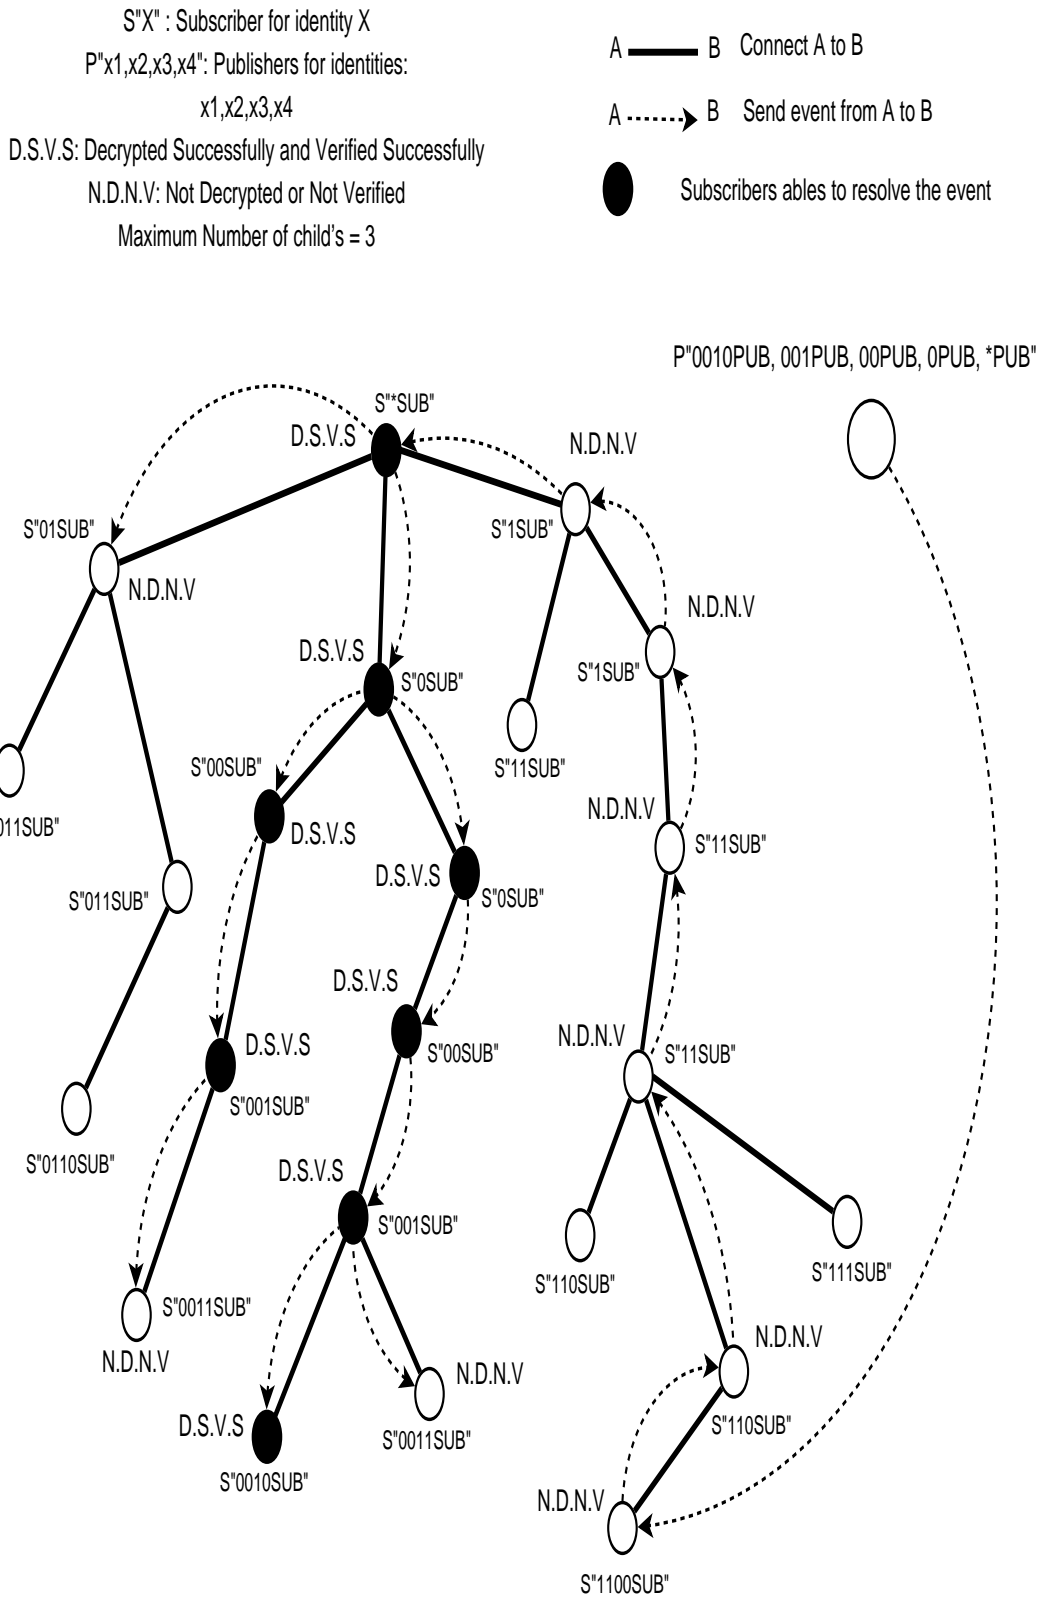 S"X" : Subscriber for identity X
P"x1,x2,x3,x4": Publishers for identities:
x1,x2,x3,x4
D.S.V.S: Decrypted Successfully and Verified Successfully
N.D.N.V: Not Decrypted or Not Verified
Maximum Number of child's = 3
A B Connect A to B
A B Send event from A to B
Subscribers ables to resolve the event
P"0010PUB, 001PUB, 00PUB, 0PUB, *PUB"
S"*SUB"
D.S.V.S
N.D.N.V
S"01SUB"
S"1SUB"
N.D.N.V
N.D.N.V
D.S.V.S
S"0SUB"
S"1SUB"
S"00SUB"
S"11SUB"
N.D.N.V
011SUB"
D.S.V.S
S"11SUB"
D.S.V.S
S"011SUB"
S"0SUB"
D.S.V.S
N.D.N.V
D.S.V.S
S"00SUB"
S"11SUB"
S"001SUB"
S"0110SUB"
D.S.V.S
S"001SUB"
S"110SUB"
S"111SUB"
S"0011SUB"
N.D.N.V
N.D.N.V
N.D.N.V
D.S.V.S
S"0011SUB"
S"110SUB"
S"0010SUB"
N.D.N.V
S"1100SUB"